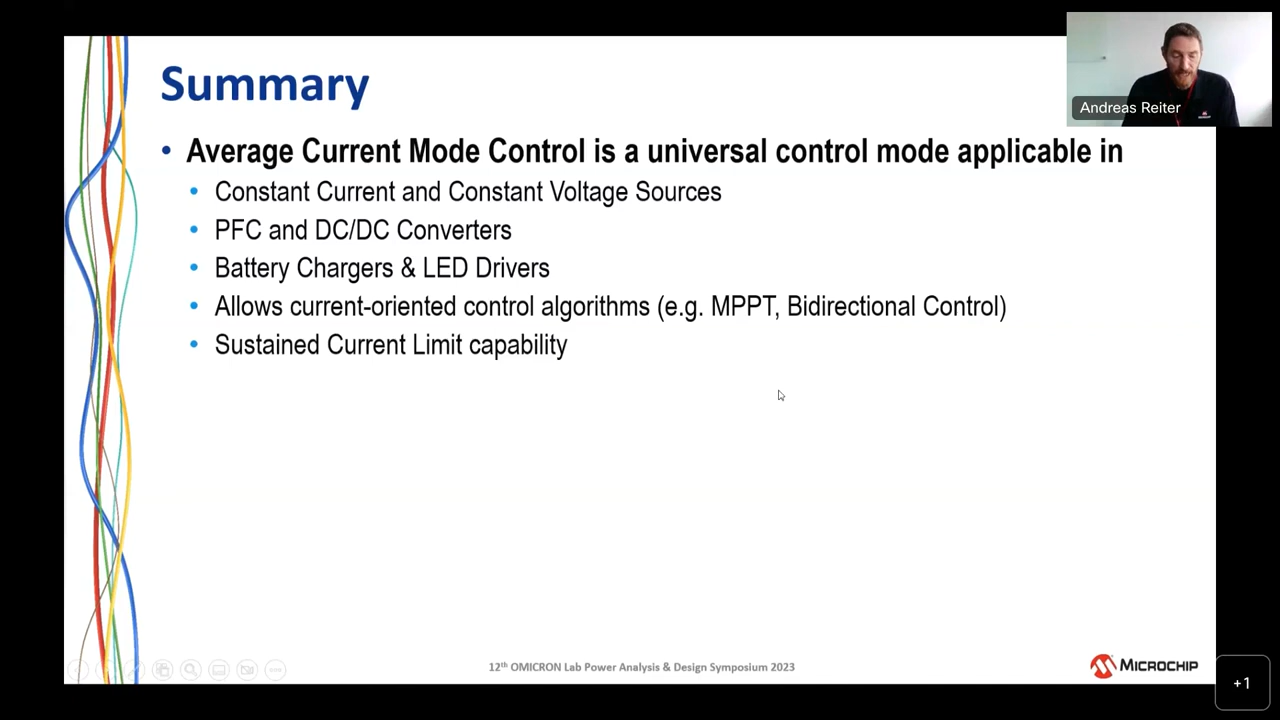 Summary
Andreas Reiter
• Average Current Mode Control is a universal control mode applicable in
• Constant Current and Constant Voltage Sources
• PFC and DC/DC Converters
• Battery Chargers & LED Drivers
• Allows current-oriented control algorithms (e.g. MPPT, Bidirectional Control)
• Sustained Current Limit capability
12th OMICRON Lab Power Analysis & Design Symposium 2023
MICROCHIP
+1